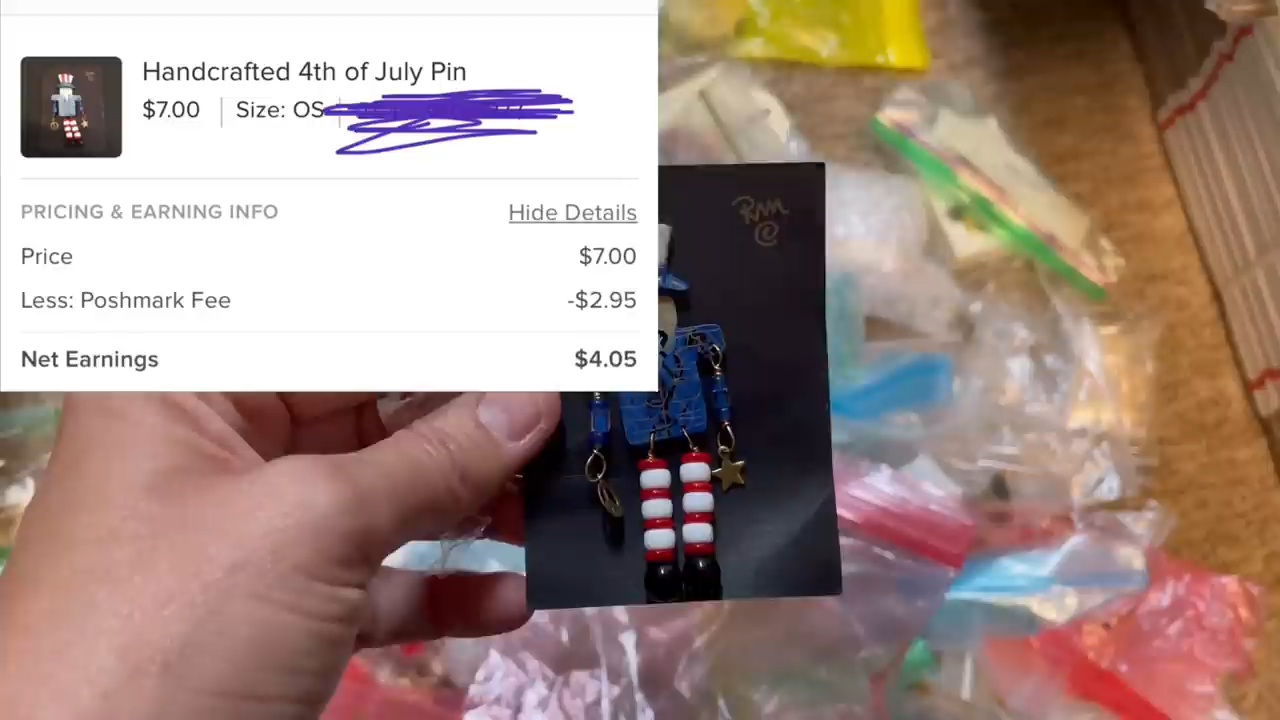 Handcrafted 4th of July Pin
$7.00 | Size: OS
PRICING & EARNING INFO Hide Details
Price $7.00
Less: Poshmark Fee -$2.95
Net Earnings $4.05